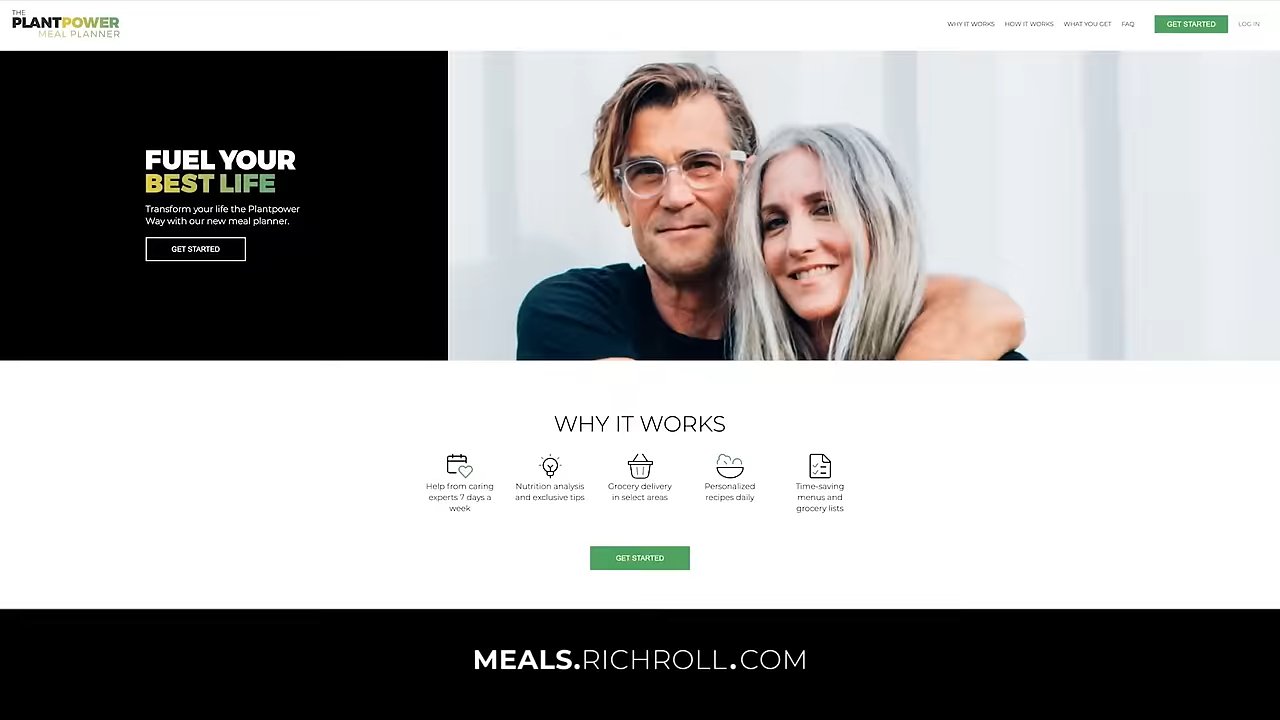 THE
PLANTPOWER
MEAL PLANNER
WHY IT WORKS HOW IT WORKS WHAT YOU GET FAQ GET STARTED LOG IN
FUEL YOUR
BEST LIFE
Transform your life the Plantpower
Way with our new meal planner.
GET STARTED
WHY IT WORKS
Help from caring
experts 7 days a
week
Nutrition analysis
and exclusive tips
Grocery delivery
in select areas
Personalized
recipes daily
Time-saving
menus and
grocery lists
GET STARTED
MEALS.RICHROLL.COM